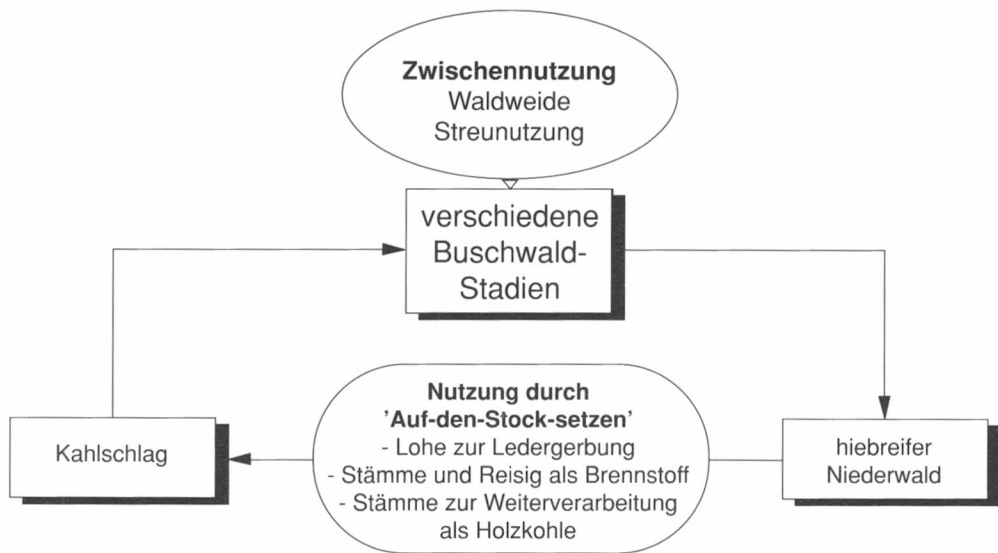 Zwischennutzung
Waldweide
Streunutzung
verschiedene
Buschwald-
Stadien
Nutzung durch
'Auf-den-Stock-setzen'
- Lohe zur Ledergerbung
- Stämme und Reisig als Brennstoff
- Stämme zur Weiterverarbeitung
als Holzkohle
Kahlschlag
hiebreifer
Niederwald